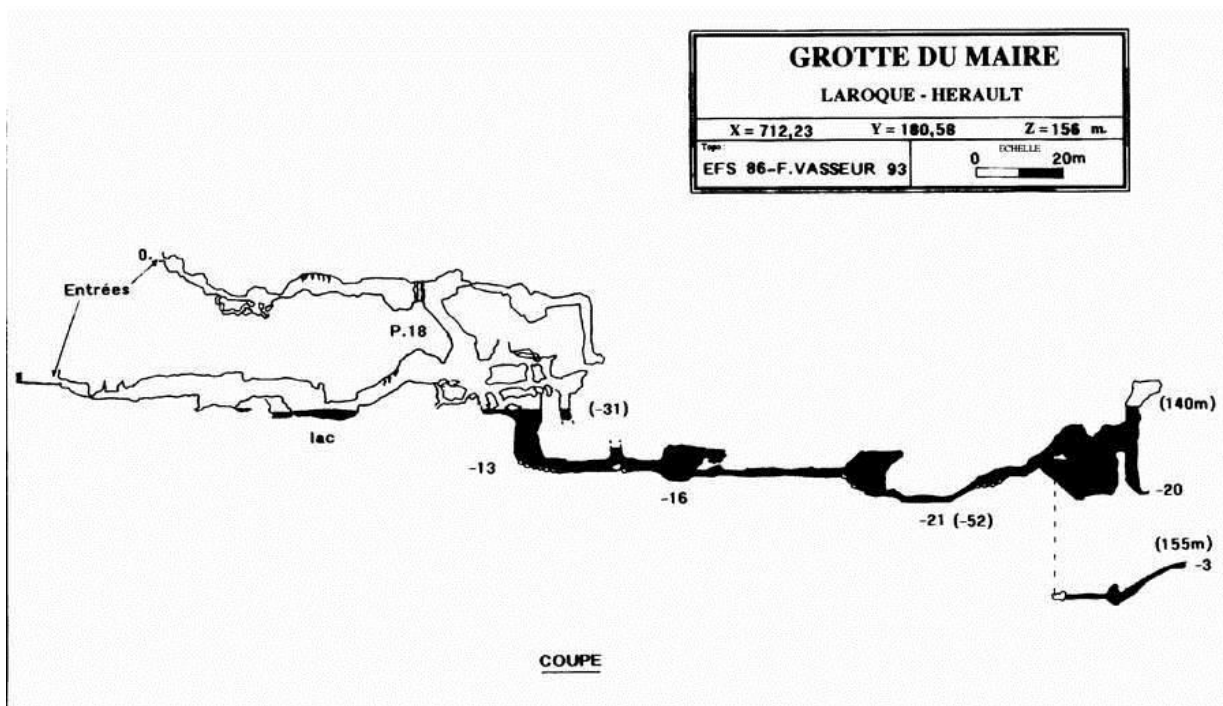 GROTTE DU MAIRE
LAROQUE - HERAULT
X = 712,23 Y = 180,58 Z = 156 m.
Topo :
EFS 86-F.VASSEUR 93
ECHELLE
0 20m
0.
Entrées
P.18
lac
(-31)
-13
-16
-21 (-52)
(140m)
-20
(155m)
-3
COUPE